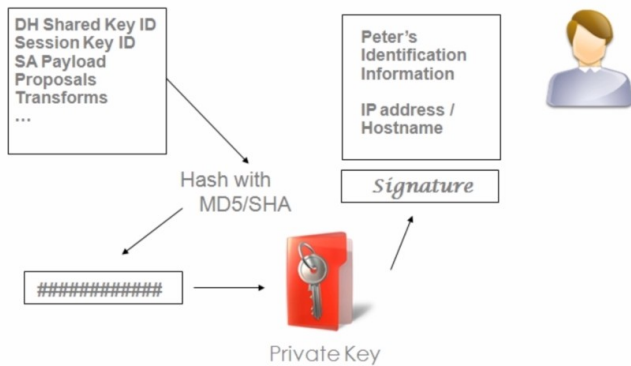 DH Shared Key ID
Session Key ID
SA Payload
Proposals
Transforms
...
Peter's
Identification
Information
IP address /
Hostname
Hash with
MD5/SHA
Signature
############
Private Key